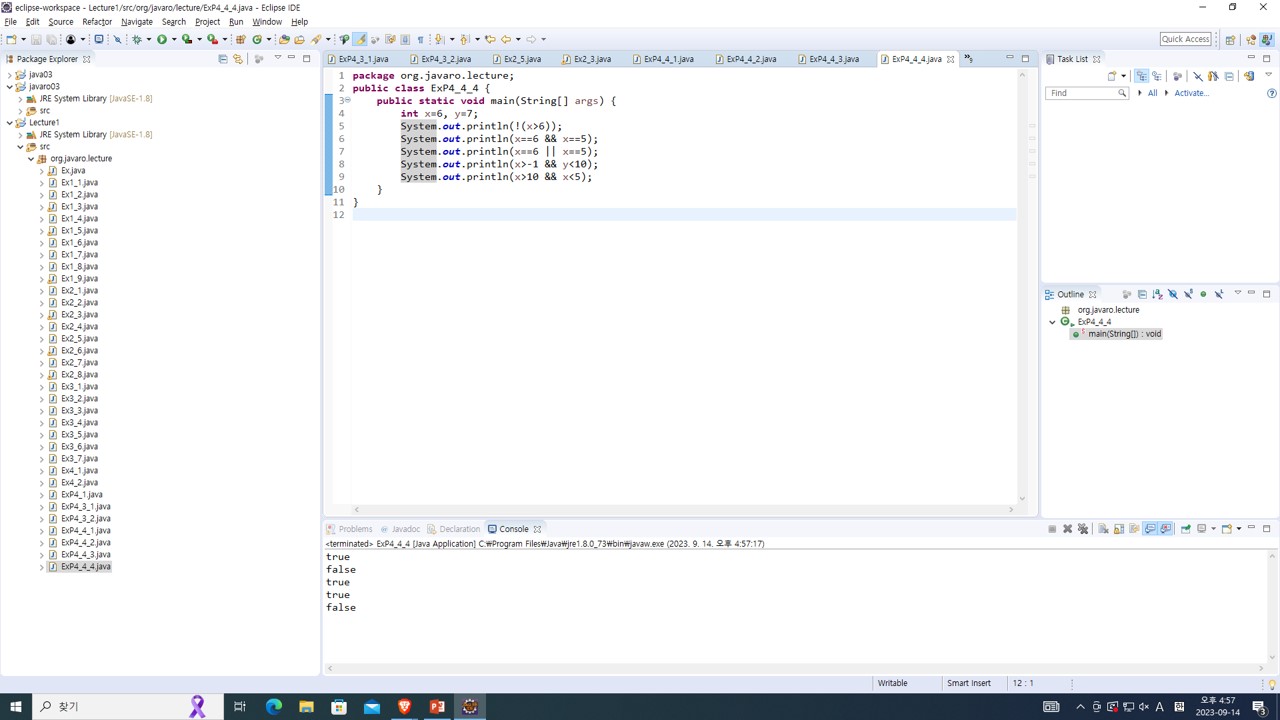 eclipse-workspace - Lecture1/src/org/javaro/lecture/ExP4_4_4.java - Eclipse IDE
File Edit Source Refactor Navigate Search Project Run Window Help
Quick Access
Package Explorer
java03
javaro03
JRE System Library [JavaSE-1.8]
src
Lecture1
JRE System Library [JavaSE-1.8]
src
org.javaro.lecture
Ex.java
Ex1_1.java
Ex1_2.java
Ex1_3.java
Ex1_4.java
Ex1_5.java
Ex1_6.java
Ex1_7.java
Ex1_8.java
Ex1_9.java
Ex2_1.java
Ex2_2.java
Ex2_3.java
Ex2_4.java
Ex2_5.java
Ex2_6.java
Ex2_7.java
Ex2_8.java
Ex3_1.java
Ex3_2.java
Ex3_3.java
Ex3_4.java
Ex3_5.java
Ex3_6.java
Ex3_7.java
Ex4_1.java
Ex4_2.java
ExP4_1.java
ExP4_3_1.java
ExP4_3_2.java
ExP4_4_1.java
ExP4_4_2.java
ExP4_4_3.java
ExP4_4_4.java
ExP4_3_1.java ExP4_3_2.java Ex2_5.java Ex2_3.java ExP4_4_1.java ExP4_4_2.java ExP4_4_3.java ExP4_4_4.java »3
1 package org.javaro.lecture;
2 public class ExP4_4_4 {
3 public static void main(String[] args) {
4 int x=6, y=7;
5 System.out.println(!(x>6));
6 System.out.println(x==6 && x==5);
7 System.out.println(x==6 || x==5);
8 System.out.println(x>-1 && y<10);
9 System.out.println(x>10 && x<5);
10 }
11 }
12
Task List
Find All Activate...
Outline
org.javaro.lecture
ExP4_4_4
main(String[]) : void
Problems Javadoc Declaration Console
<terminated> ExP4_4_4 [Java Application] C:₩Program Files₩Java₩jre1.8.0_73₩bin₩javaw.exe (2023. 9. 14. 오후 4:57:17)
true
false
true
true
false
Writable Smart Insert 12 : 1
찾기
A 한
오후 4:57
2023-09-14
3